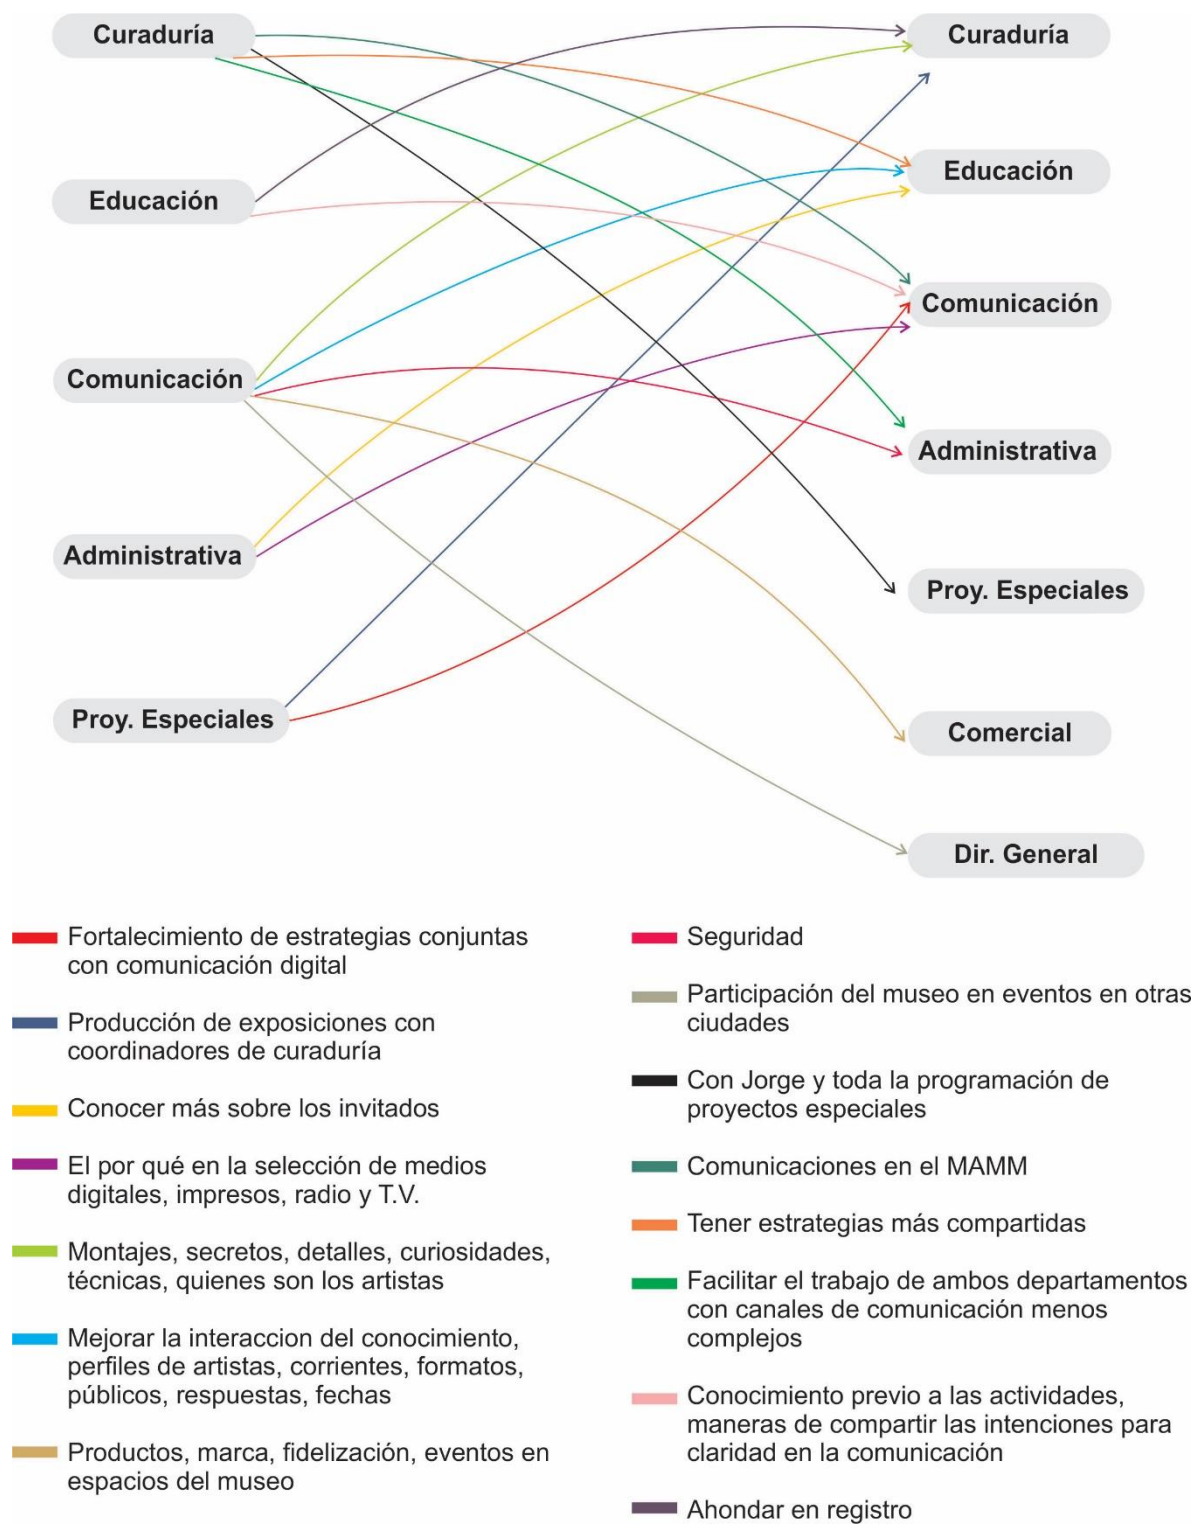 Curaduría
Educación
Comunicación
Administrativa
Proy. Especiales
Curaduría
Educación
Comunicación
Administrativa
Proy. Especiales
Comercial
Dir. General
Fortalecimiento de estrategias conjuntas
con comunicación digital
Producción de exposiciones con
coordinadores de curaduría
Conocer más sobre los invitados
El por qué en la selección de medios
digitales, impresos, radio y T.V.
Montajes, secretos, detalles, curiosidades,
técnicas, quienes son los artistas
Mejorar la interaccion del conocimiento,
perfiles de artistas, corrientes, formatos,
públicos, respuestas, fechas
Productos, marca, fidelización, eventos en
espacios del museo
Seguridad
Participación del museo en eventos en otras
ciudades
Con Jorge y toda la programación de
proyectos especiales
Comunicaciones en el MAMM
Tener estrategias más compartidas
Facilitar el trabajo de ambos departamentos
con canales de comunicación menos
complejos
Conocimiento previo a las actividades,
maneras de compartir las intenciones para
claridad en la comunicación
Ahondar en registro